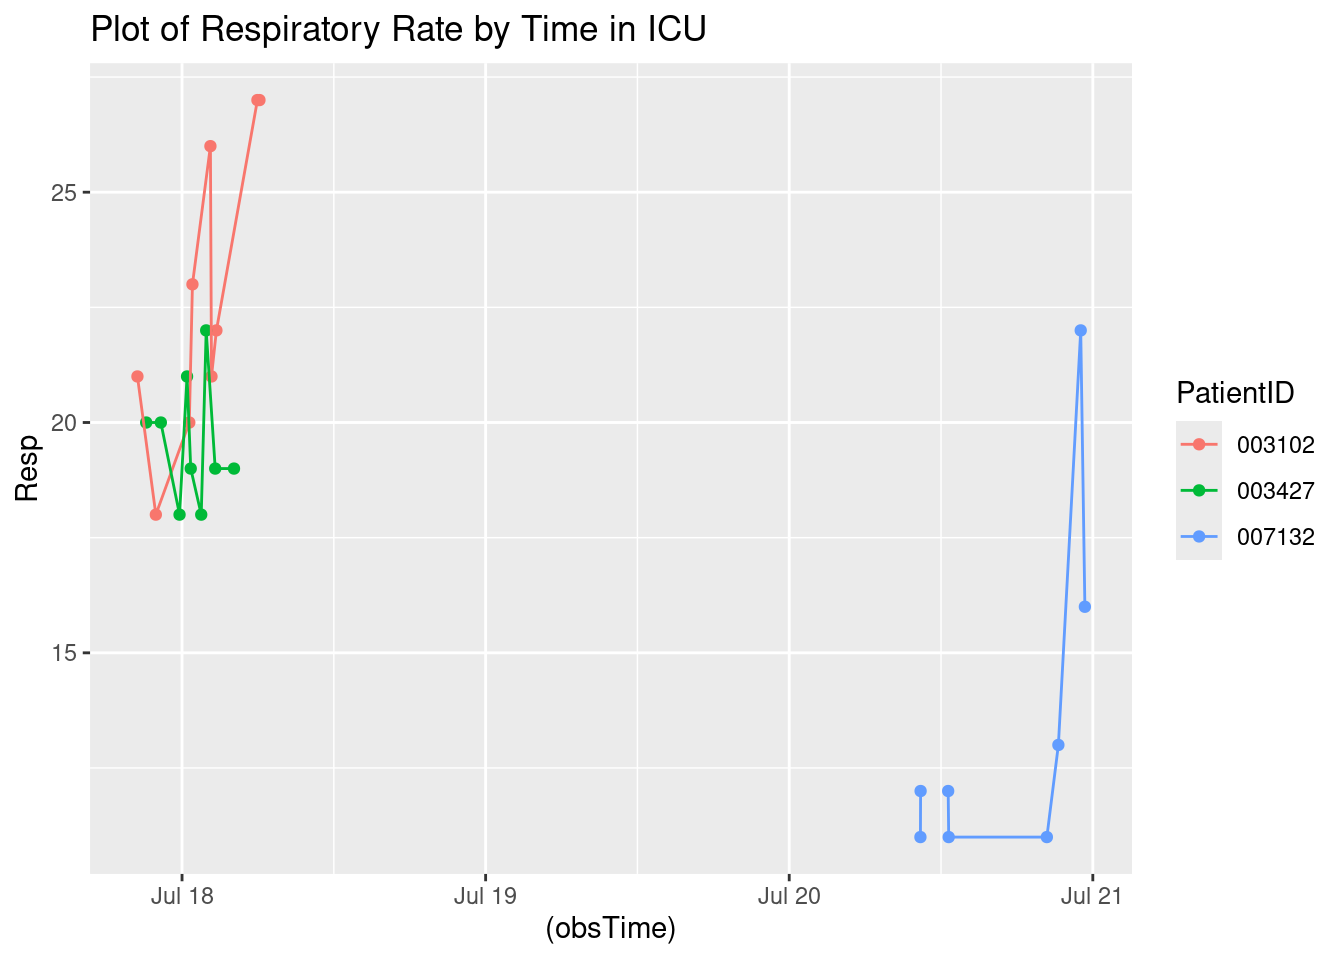 Plot of Respiratory Rate by Time in ICU
25
20
15
Resp
Jul 18
Jul 19
Jul 20
Jul 21
(obsTime)
PatientID
003102
003427
007132